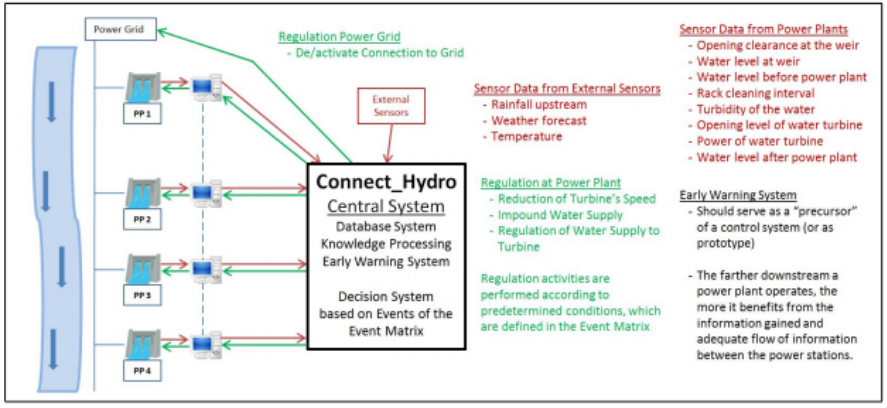 Power Grid
PP 1
PP 2
PP 3
PP 4
Regulation Power Grid
- De/activate Connection to Grid
External
Sensors
Connect_Hydro
Central System
Database System
Knowledge Processing
Early Warning System
Decision System
based on Events of the
Event Matrix
Sensor Data from External Sensors
- Rainfall upstream
- Weather forecast
- Temperature
Regulation at Power Plant
- Reduction of Turbine's Speed
- Impound Water Supply
- Regulation of Water Supply to
Turbine
Regulation activities are
performed according to
predetermined conditions, which
are defined in the Event Matrix
Sensor Data from Power Plants
- Opening clearance at the weir
- Water level at weir
- Water level before power plant
- Rack cleaning interval
- Turbidity of the water
- Opening level of water turbine
- Power of water turbine
- Water level after power plant
Early Warning System
- Should serve as a “precursor”
of a control system (or as
prototype)
- The farther downstream a
power plant operates, the
more it benefits from the
information gained and
adequate flow of information
between the power stations.